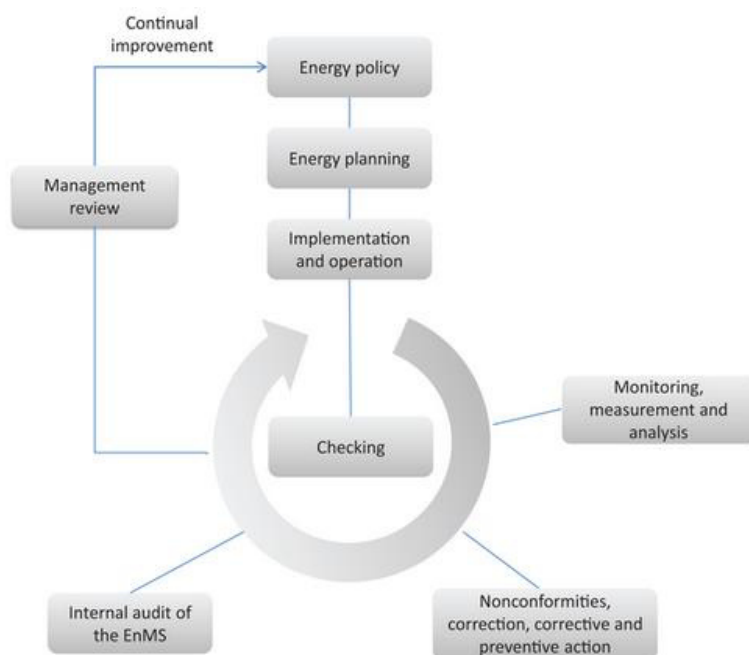 Continual
improvement
Energy policy
Energy planning
Management
review
Implementation
and operation
Monitoring,
measurement and
analysis
Checking
Internal audit of
the EnMS
Nonconformities,
correction, corrective and
preventive action